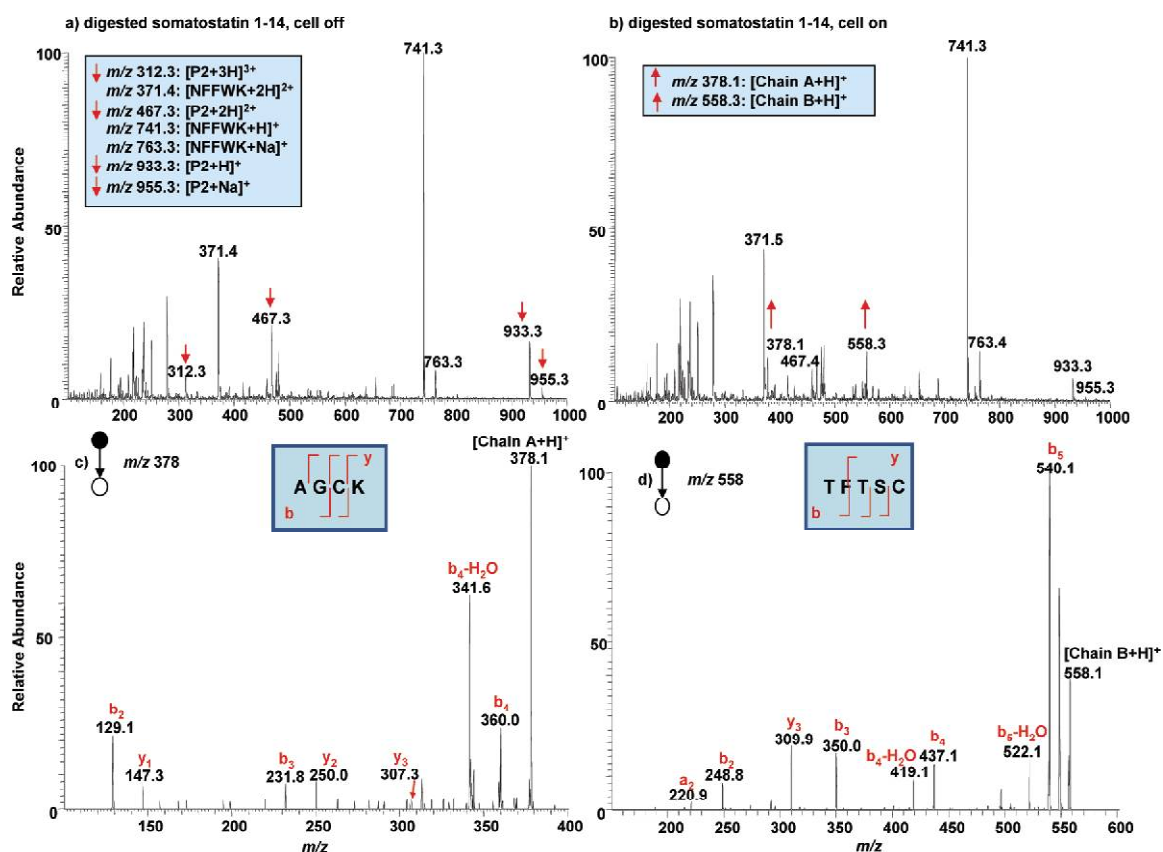 a) digested somatostatin 1-14, cell off
b) digested somatostatin 1-14, cell on
Relative Abundance
100
50
0
m/z 312.3: [P2+3H]³⁺
m/z 371.4: [NFFWK+2H]²⁺
m/z 467.3: [P2+2H]²⁺
m/z 741.3: [NFFWK+H]⁺
m/z 763.3: [NFFWK+Na]⁺
m/z 933.3: [P2+H]⁺
m/z 955.3: [P2+Na]⁺
741.3
371.4
467.3
312.3
763.3
933.3
955.3
200 300 400 500 600 700 800 900 1000
100
50
0
m/z 378.1: [Chain A+H]⁺
m/z 558.3: [Chain B+H]⁺
741.3
371.5
378.1
467.4
558.3
763.4
933.3
955.3
200 300 400 500 600 700 800 900 1000
c)
m/z 378
Relative Abundance
100
50
0
y
A G C K
b
[Chain A+H]⁺
378.1
b₄-H₂O
341.6
b₄
360.0
b₂
129.1
y₁
147.3
b₃
231.8
y₂
250.0
y₃
307.3
150 200 250 300 350 400
m/z
d)
m/z 558
100
50
0
y
T F T S C
b
b₅
540.1
[Chain B+H]⁺
558.1
b₅-H₂O
522.1
y₃
309.9
b₃
350.0
b₄-H₂O
419.1
b₄
437.1
b₂
248.8
a₂
220.9
150 200 250 300 350 400 450 500 550 600
m/z